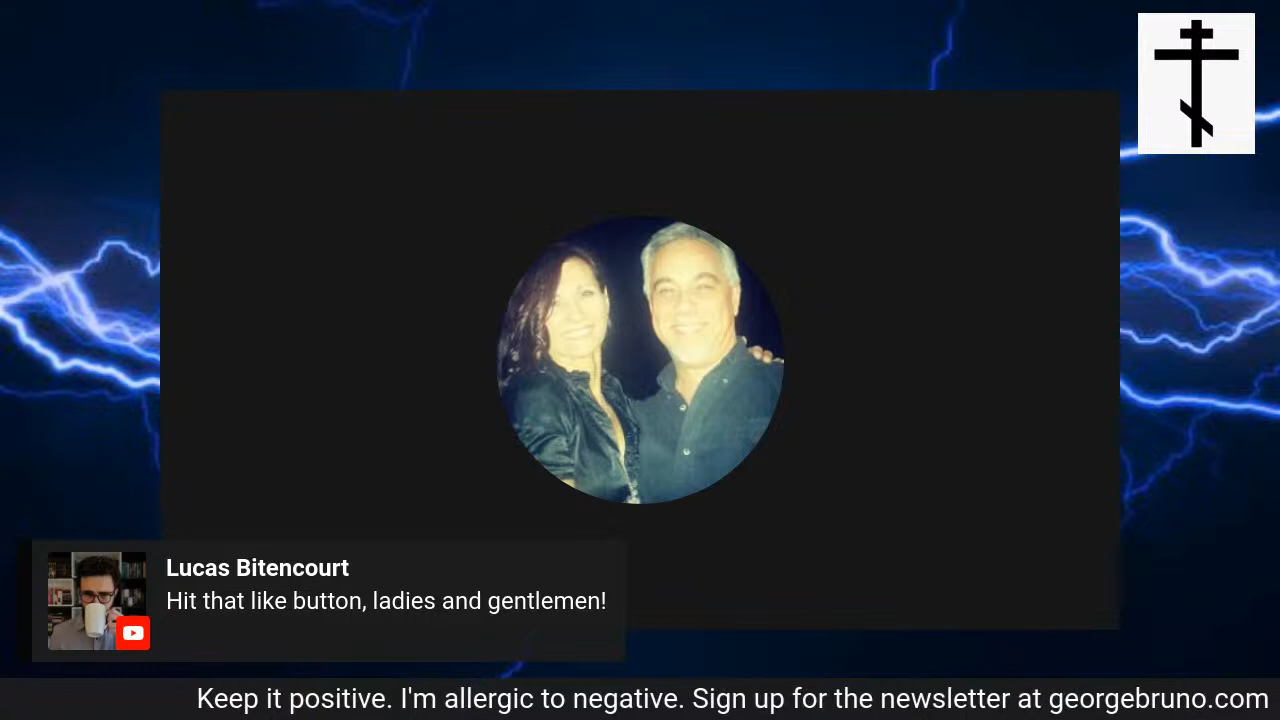 Lucas Bitencourt
Hit that like button, ladies and gentlemen!
Keep it positive. I'm allergic to negative. Sign up for the newsletter at georgebruno.com